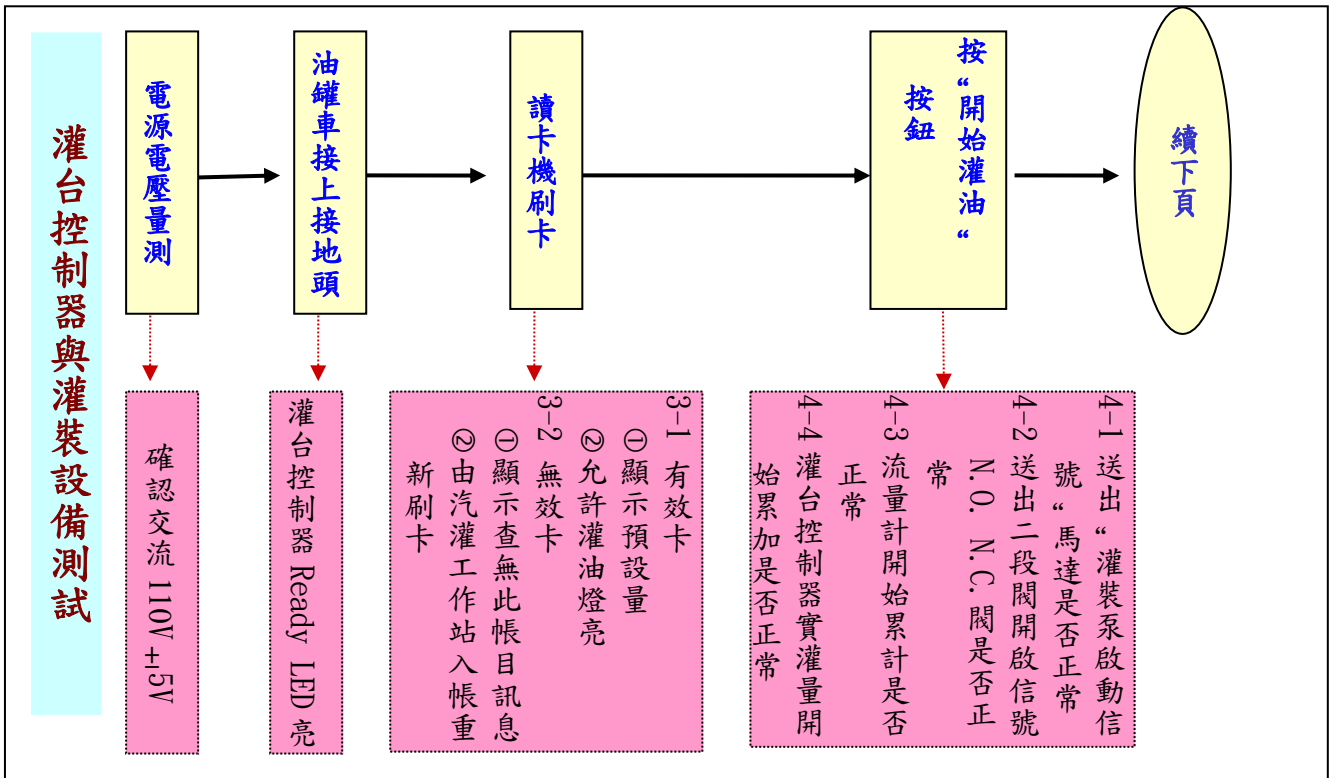 灌台控制器與灌裝設備測試
電源電壓量測
油罐車接上接地頭
讀卡機刷卡
按“開始灌油“
按鈕
續下頁
確認交流 110V ±5V
灌台控制器 Ready LED 亮
3-1 有效卡
①顯示預設量
②允許灌油燈亮
3-2 無效卡
①顯示查無此帳目訊息
②由汽灌工作站入帳重
新刷卡
4-1 送出“灌裝泵啟動信
號“馬達是否正常
4-2 送出二段閥開啟信號
N.O. N.C. 閥是否正
常
4-3 流量計開始累計是否
正常
4-4 灌台控制器實灌量開
始累加是否正常